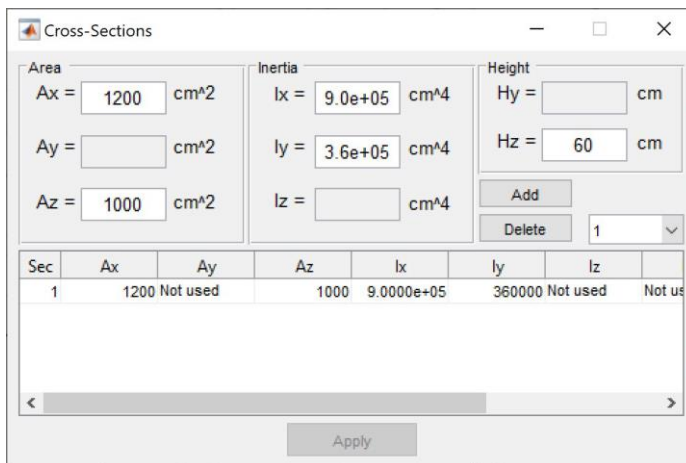 Cross-Sections
Area
Ax = 1200 cm^2
Ay = cm^2
Az = 1000 cm^2
Inertia
Ix = 9.0e+05 cm^4
Iy = 3.6e+05 cm^4
Iz = cm^4
Height
Hy = cm
Hz = 60 cm
Add
Delete 1
Sec Ax Ay Az Ix Iy Iz
1 1200 Not used 1000 9.0000e+05 360000 Not used Not us
Apply